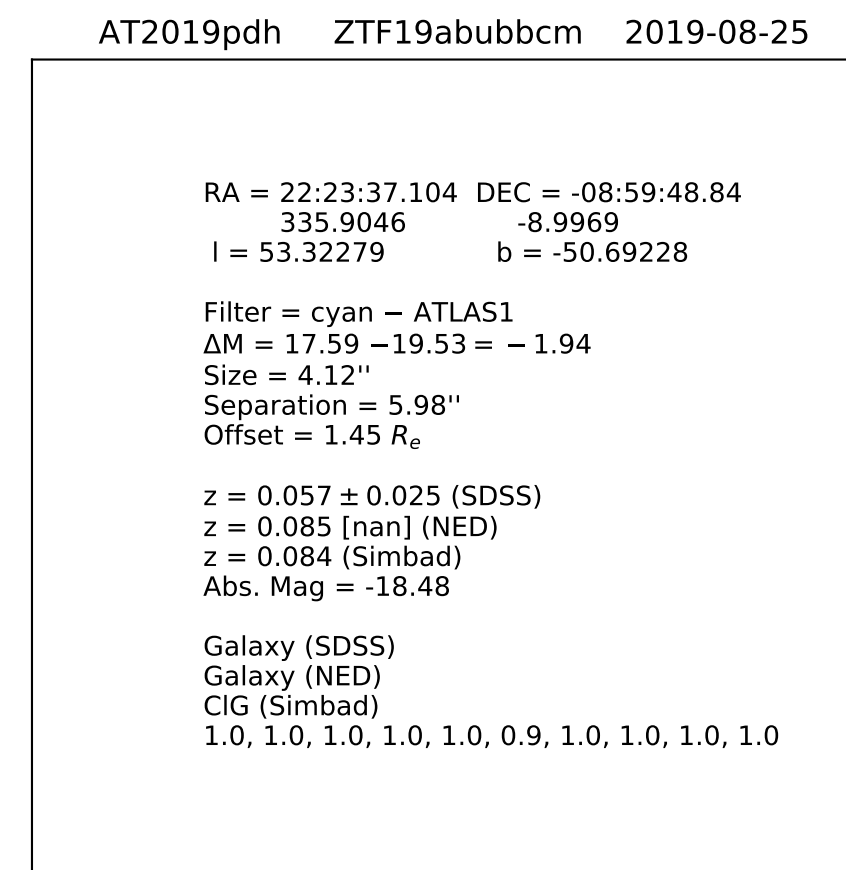 AT2019pdh ZTF19abubbcm 2019-08-25
RA = 22:23:37.104 DEC = -08:59:48.84
335.9046 -8.9969
l = 53.32279 b = -50.69228
Filter = cyan − ATLAS1
ΔM = 17.59 −19.53 = − 1.94
Size = 4.12''
Separation = 5.98''
Offset = 1.45 Re
z = 0.057 ± 0.025 (SDSS)
z = 0.085 [nan] (NED)
z = 0.084 (Simbad)
Abs. Mag = -18.48
Galaxy (SDSS)
Galaxy (NED)
ClG (Simbad)
1.0, 1.0, 1.0, 1.0, 1.0, 0.9, 1.0, 1.0, 1.0, 1.0